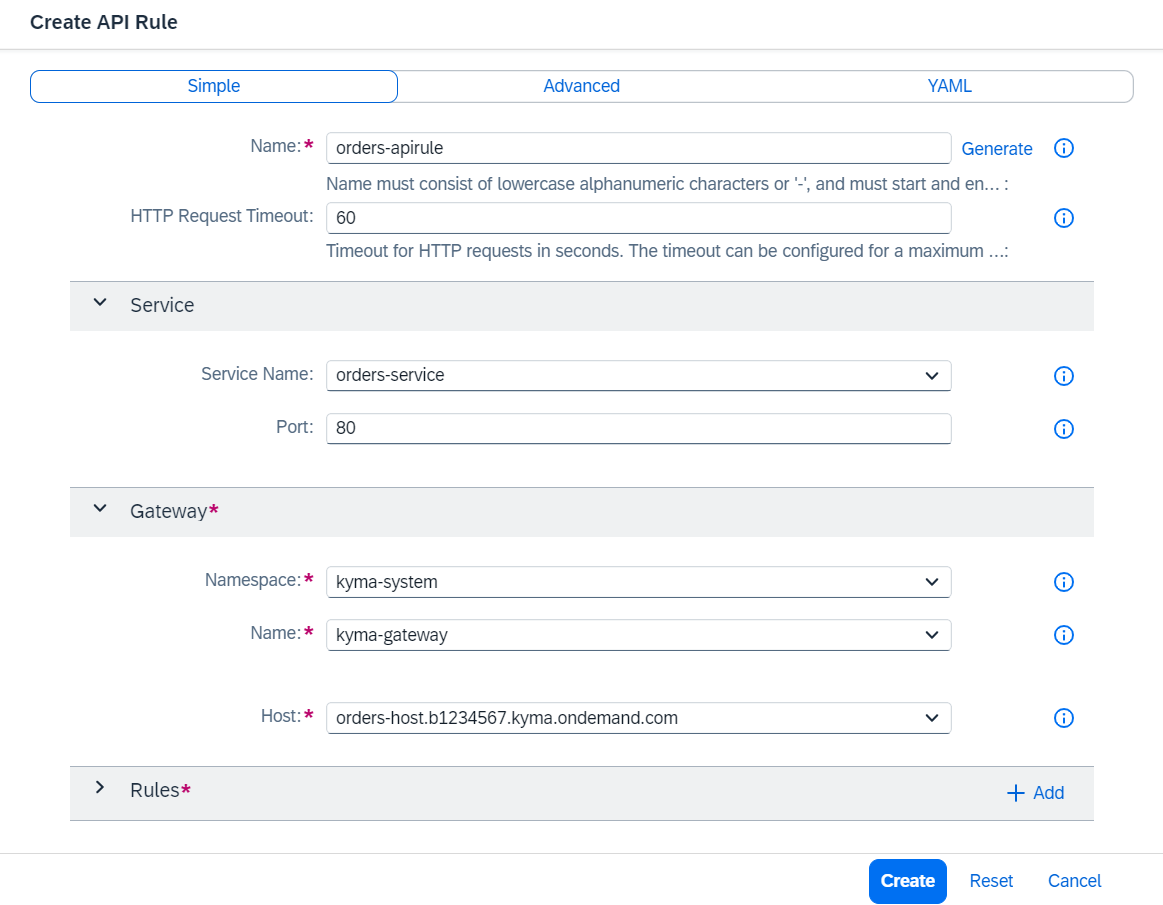 Create API Rule
Simple Advanced YAML
Name:* orders-apirule Generate
Name must consist of lowercase alphanumeric characters or '-', and must start and en... :
HTTP Request Timeout: 60
Timeout for HTTP requests in seconds. The timeout can be configured for a maximum ...:
Service
Service Name: orders-service
Port: 80
Gateway*
Namespace:* kyma-system
Name:* kyma-gateway
Host:* orders-host.b1234567.kyma.ondemand.com
Rules* + Add
Create Reset Cancel